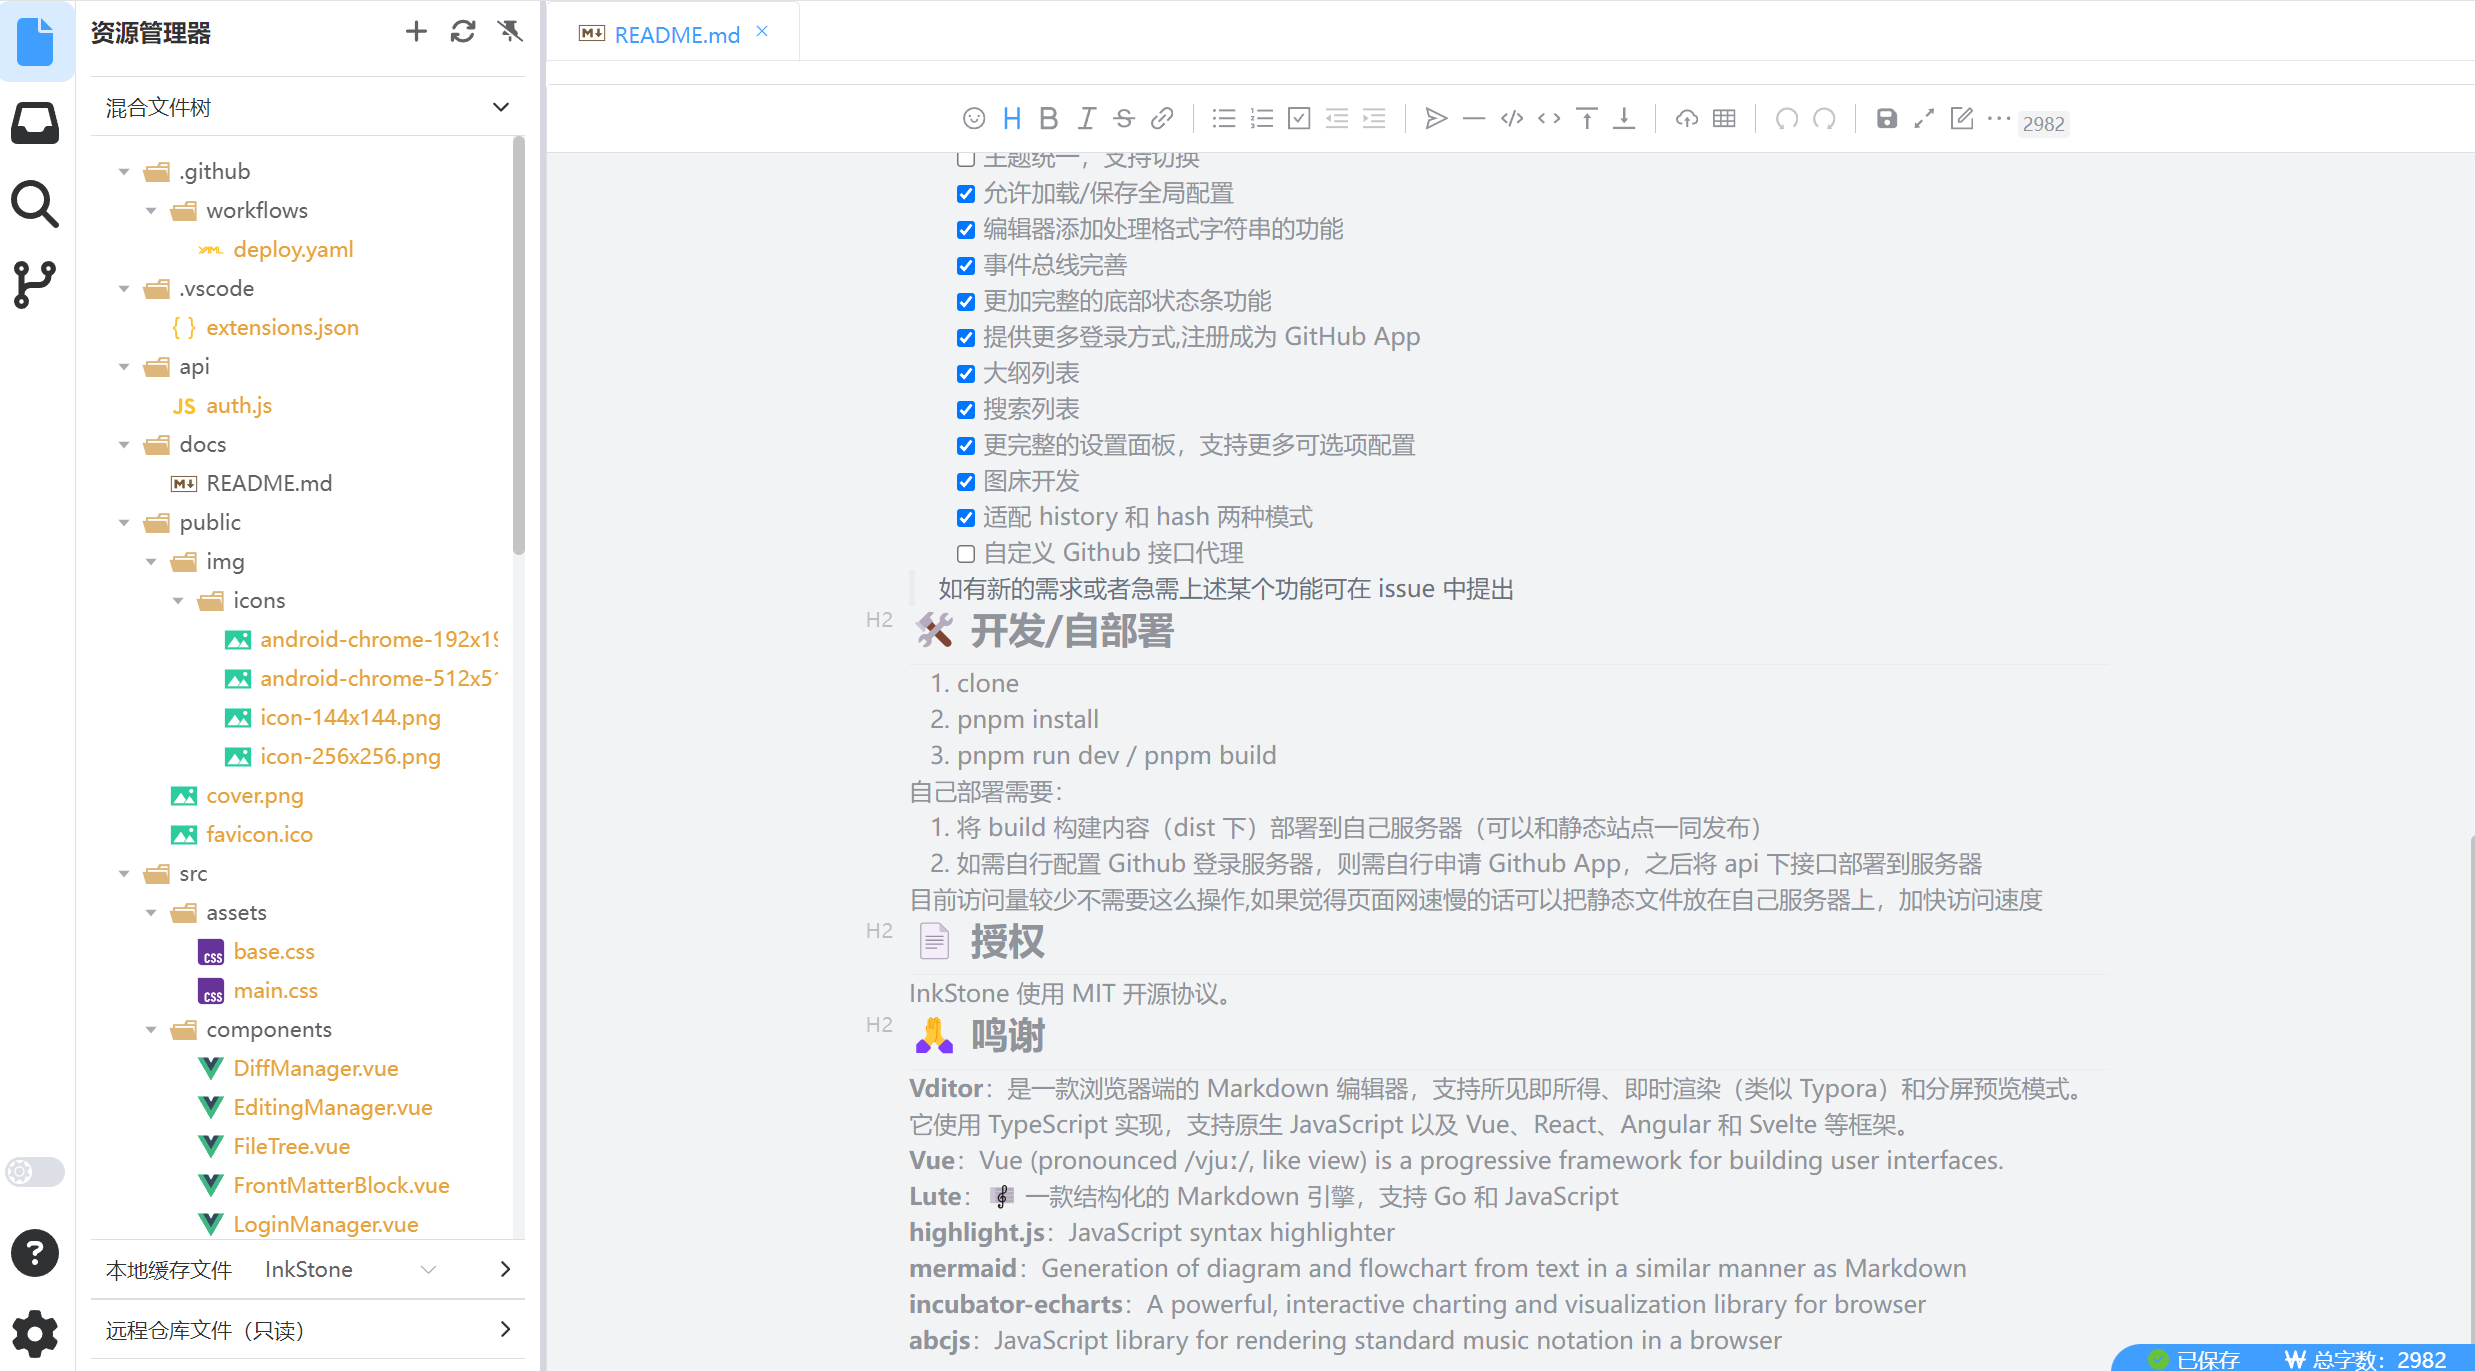 资源管理器
混合文件树
.github
workflows
deploy.yaml
.vscode
extensions.json
api
JS auth.js
docs
README.md
public
img
icons
android-chrome-192x19
android-chrome-512x51
icon-144x144.png
icon-256x256.png
cover.png
favicon.ico
src
assets
css base.css
css main.css
components
DiffManager.vue
EditingManager.vue
FileTree.vue
FrontMatterBlock.vue
LoginManager.vue
本地缓存文件 InkStone
远程仓库文件（只读）
README.md
2982
主题统一，支持切换
允许加载/保存全局配置
编辑器添加处理格式字符串的功能
事件总线完善
更加完整的底部状态条功能
提供更多登录方式,注册成为 GitHub App
大纲列表
搜索列表
更完整的设置面板，支持更多可选项配置
图床开发
适配 history 和 hash 两种模式
自定义 Github 接口代理
如有新的需求或者急需上述某个功能可在 issue 中提出
H2 🛠 开发/自部署
1. clone
2. pnpm install
3. pnpm run dev / pnpm build
自己部署需要：
1. 将 build 构建内容（dist 下）部署到自己服务器（可以和静态站点一同发布）
2. 如需自行配置 Github 登录服务器，则需自行申请 Github App，之后将 api 下接口部署到服务器
目前访问量较少不需要这么操作,如果觉得页面网速慢的话可以把静态文件放在自己服务器上，加快访问速度
H2 📄 授权
InkStone 使用 MIT 开源协议。
H2 🙏 鸣谢
Vditor：是一款浏览器端的 Markdown 编辑器，支持所见即所得、即时渲染（类似 Typora）和分屏预览模式。
它使用 TypeScript 实现，支持原生 JavaScript 以及 Vue、React、Angular 和 Svelte 等框架。
Vue：Vue (pronounced /vjuː/, like view) is a progressive framework for building user interfaces.
Lute：🎼 一款结构化的 Markdown 引擎，支持 Go 和 JavaScript
highlight.js：JavaScript syntax highlighter
mermaid：Generation of diagram and flowchart from text in a similar manner as Markdown
incubator-echarts：A powerful, interactive charting and visualization library for browser
abcjs：JavaScript library for rendering standard music notation in a browser
已保存 ₩ 总字数：2982